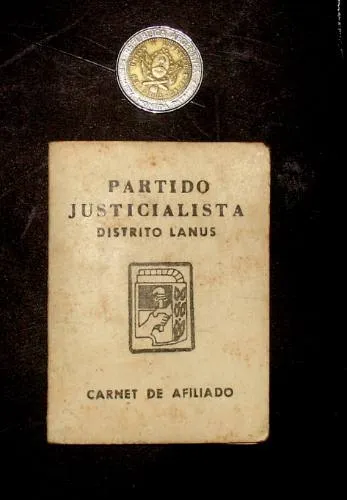 PARTIDO
JUSTICIALISTA
DISTRITO LANUS
CARNET DE AFILIADO